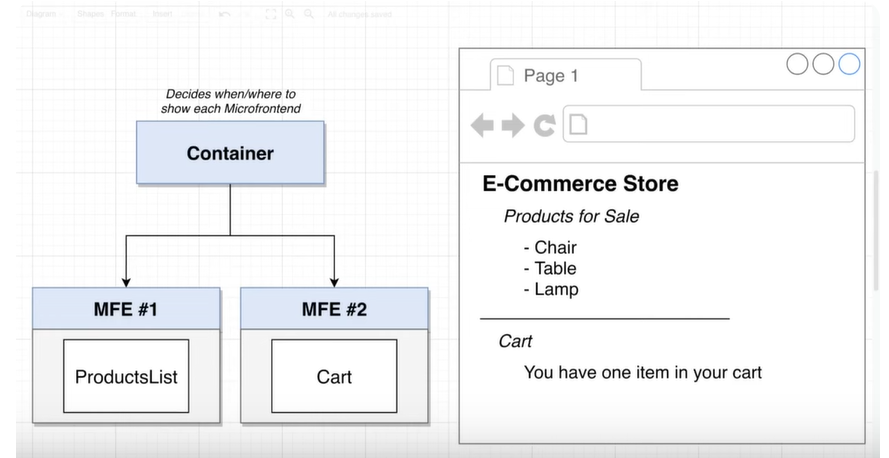 Diagram Shapes Format Insert
All changes saved
Decides when/where to
show each Microfrontend
Container
MFE #1
ProductsList
MFE #2
Cart
Page 1
E-Commerce Store
Products for Sale
- Chair
- Table
- Lamp
Cart
You have one item in your cart